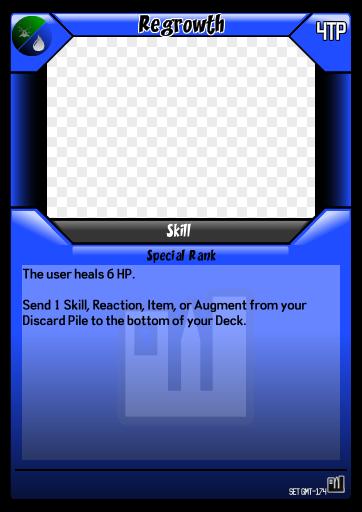 Regrowth
4TP
Skill
Special Rank
The user heals 6 HP.
Send 1 Skill, Reaction, Item, or Augment from your
Discard Pile to the bottom of your Deck.
SET GMT-174